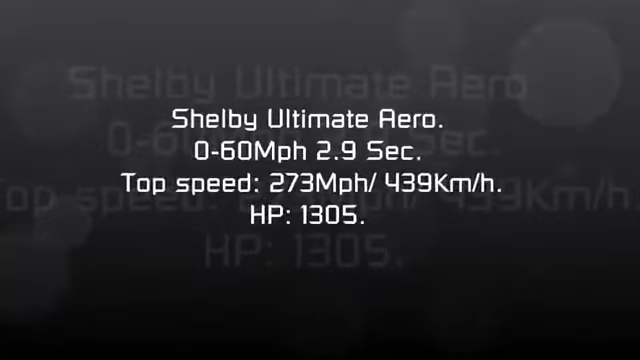 Shelby Ultimate Aero.
0-60Mph 2.9 Sec.
Top speed: 273Mph/ 439Km/h.
HP: 1305.